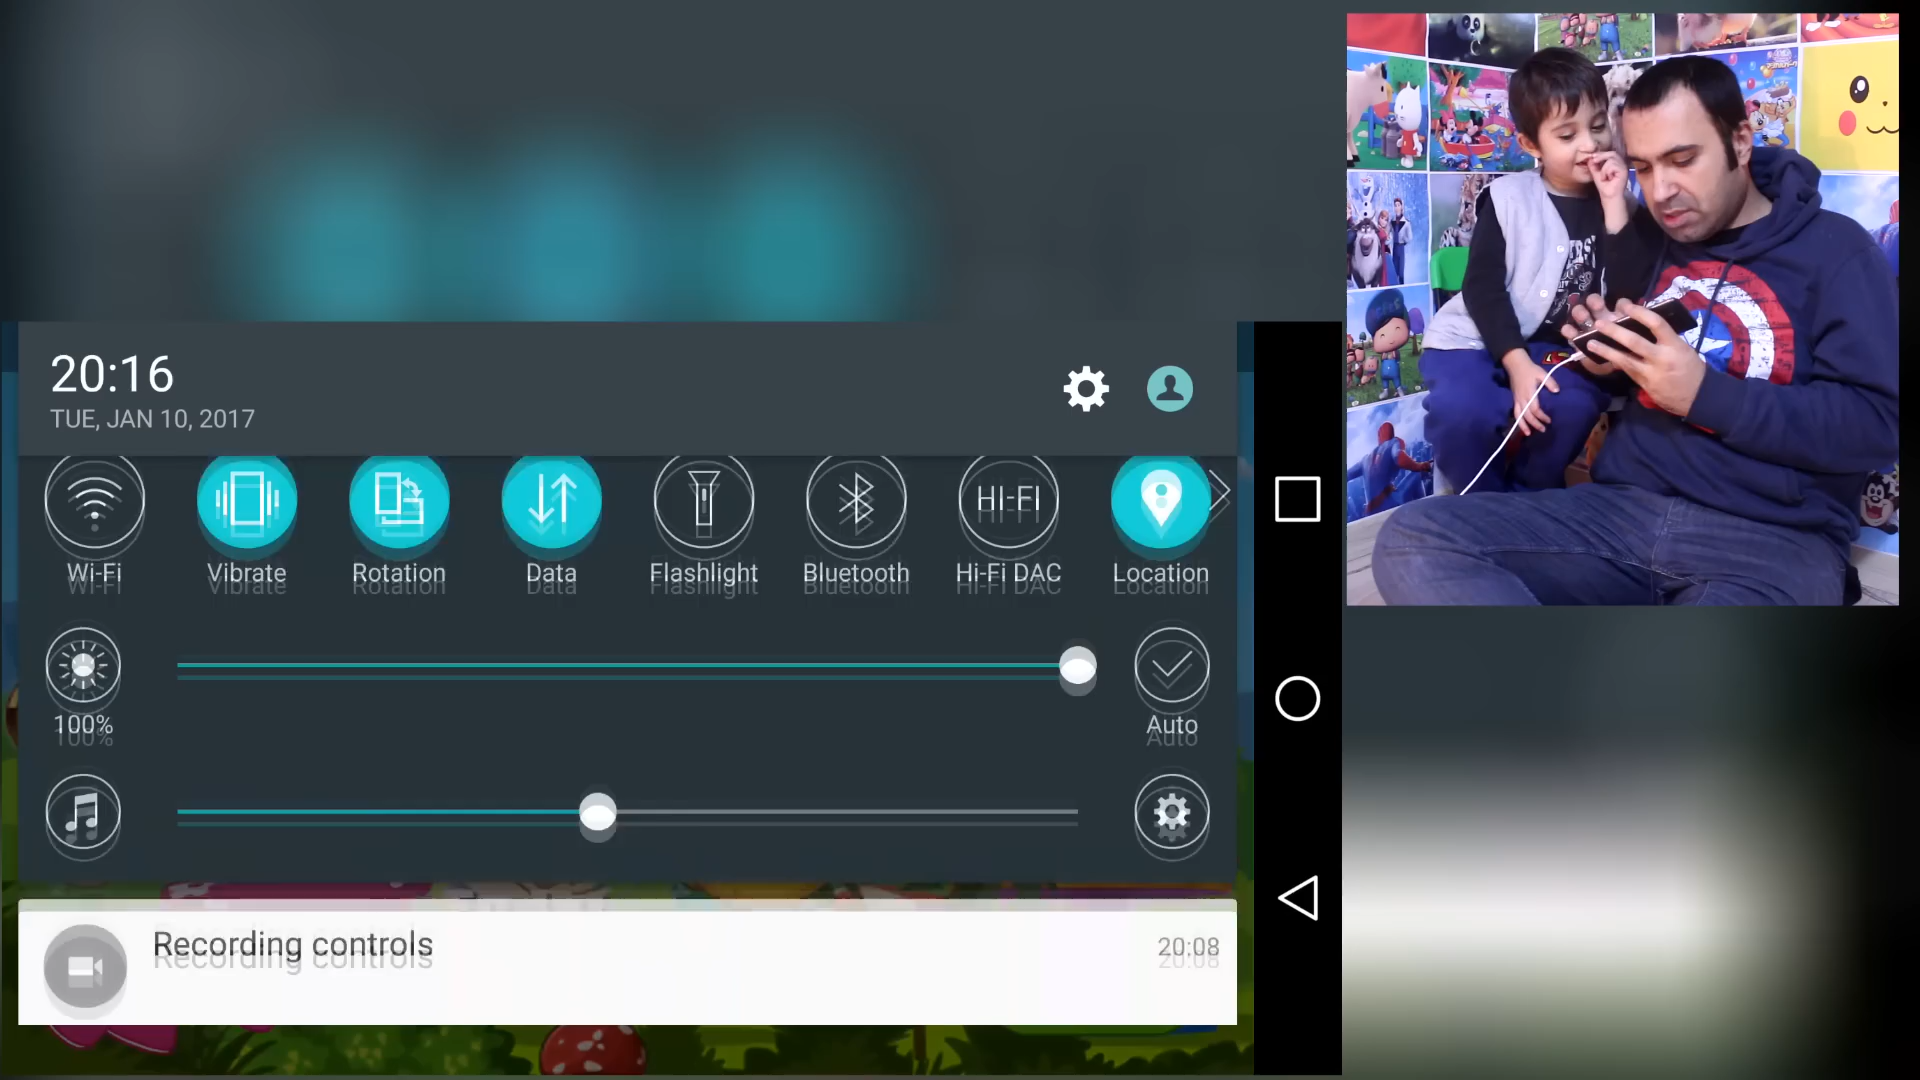 20:16
TUE, JAN 10, 2017
HI-FI
Wi-Fi Vibrate Rotation Data Flashlight Bluetooth Hi-Fi DAC Location
100% Auto
Recording controls 20:08